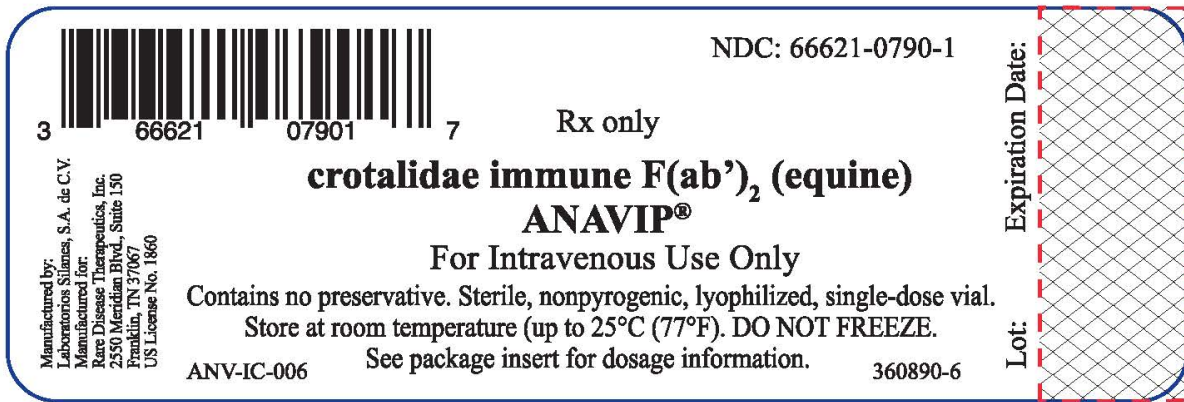 NDC: 66621-0790-1
3 66621 07901 7
Rx only
crotalidae immune F(ab’)₂ (equine)
ANAVIP®
For Intravenous Use Only
Contains no preservative. Sterile, nonpyrogenic, lyophilized, single-dose vial.
Store at room temperature (up to 25°C (77°F). DO NOT FREEZE.
See package insert for dosage information.
ANV-IC-006
360890-6
Manufactured by:
Laboratorios Silanes, S.A. de C.V.
Manufactured for:
Rare Disease Therapeutics, Inc.
2550 Meridian Blvd., Suite 150
Franklin, TN 37067
US License No. 1860
Lot:
Expiration Date: